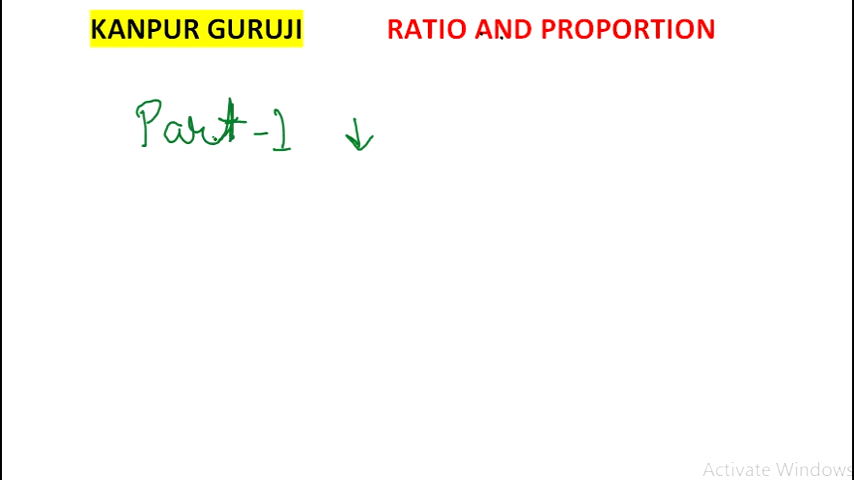 KANPUR GURUJI RATIO AND PROPORTION
Part-1 ↓
Activate Windows